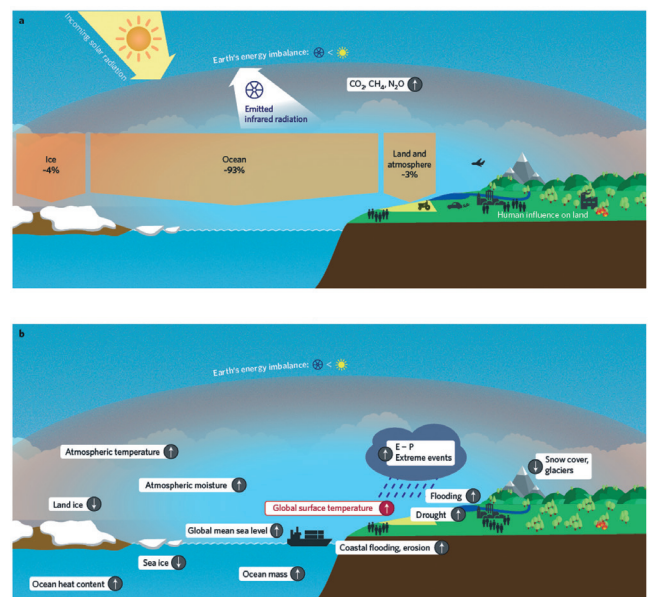 a
Incoming solar radiation
Earth's energy imbalance: <
CO₂, CH₄, N₂O ↑
Emitted
infrared radiation
Ice
~4%
Ocean
~93%
Land and
atmosphere
~3%
Human influence on land
b
Earth's energy imbalance: <
E – P
Extreme events
↑
Atmospheric temperature ↑
Snow cover,
glaciers
↓
Atmospheric moisture ↑
Flooding ↑
Land ice ↓
Global surface temperature ↑
Drought ↑
Global mean sea level ↑
Coastal flooding, erosion ↑
Sea ice ↓
Ocean mass ↑
Ocean heat content ↑